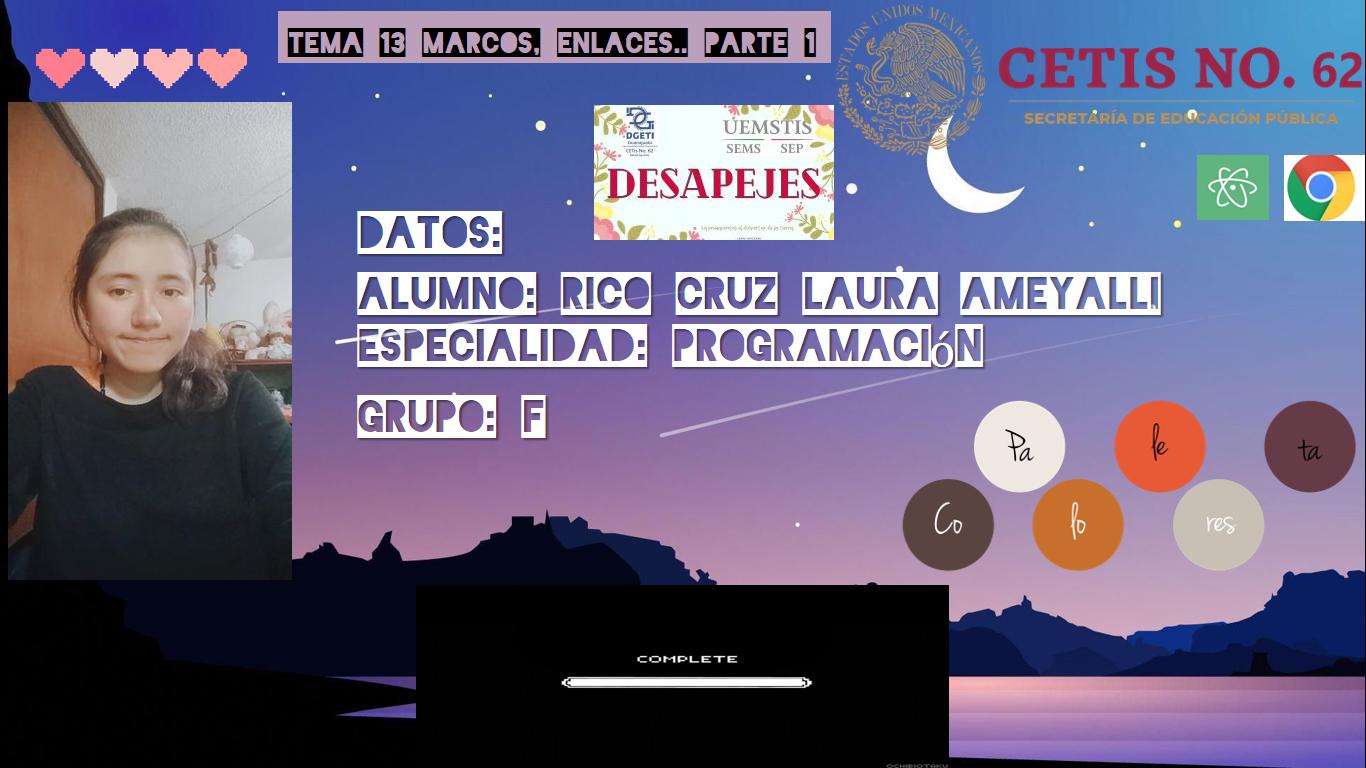 TEMA 13 MARCOS, ENLACES.. PARTE 1
ESTADOS UNIDOS MEXICANOS
CETIS NO. 62
SECRETARÍA DE EDUCACIÓN PÚBLICA
DGETI
Guanajuato
CETis No. 62
UEMSTIS
SEMS SEP
DESAPEJES
DATOS:
ALUMNO: RICO CRUZ LAURA AMEYALLI
ESPECIALIDAD: PROGRAMACIóN
GRUPO: F
Pa le ta
Co lo res
COMPLETE
OCHIBIOTAKU